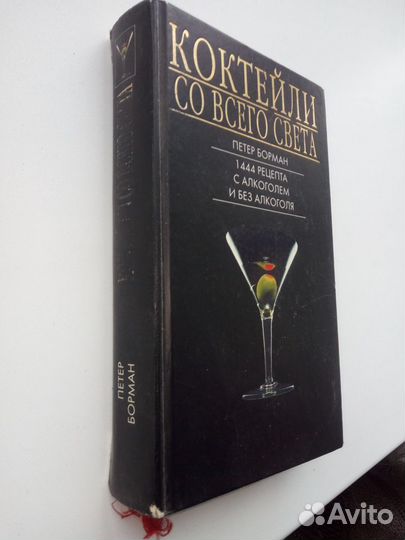 КОКТЕЙЛИ
СО ВСЕГО СВЕТА
ПЕТЕР БОРМАН
1444 РЕЦЕПТА
С АЛКОГОЛЕМ
И БЕЗ АЛКОГОЛЯ
ПЕТЕР
БОРМАН
Avito